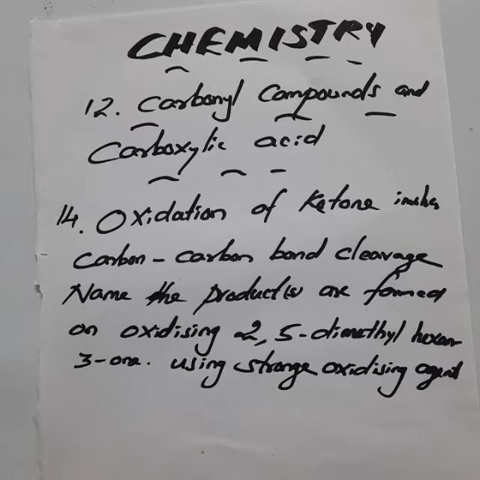 CHEMISTRY
12. Carbonyl Compounds and
Carboxylic acid
14. Oxidation of Ketone
Carbon - carbon bond cleavage
Name the product(s) are formed
on oxidising 2, 5-dimethyl hexan-
3-one. using strong oxidising agent